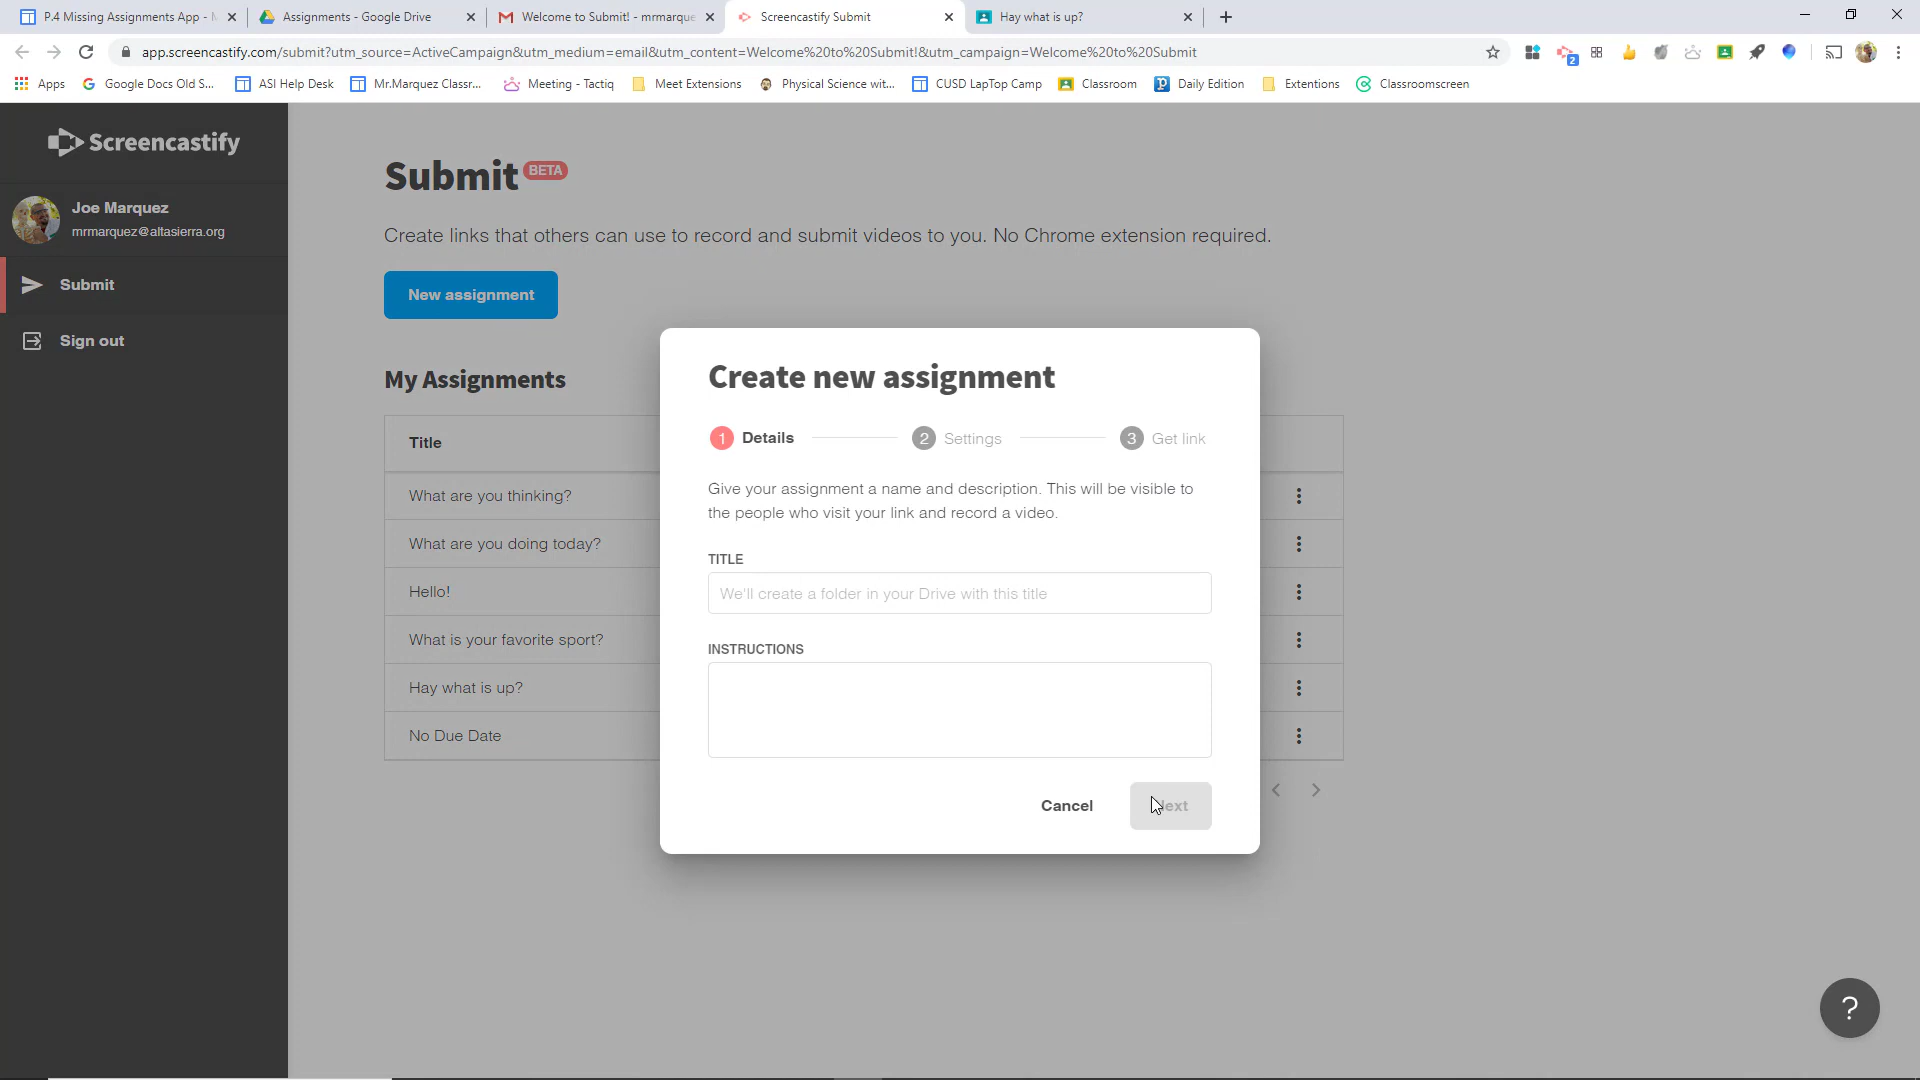 P.4 Missing Assignments App -
Assignments - Google Drive
Welcome to Submit! - mrmarque
Screencastify Submit
Hay what is up?
app.screencastify.com/submit?utm_source=ActiveCampaign&utm_medium=email&utm_content=Welcome%20to%20Submit!&utm_campaign=Welcome%20to%20Submit
2
Apps
Google Docs Old S...
ASI Help Desk
Mr.Marquez Classr...
Meeting - Tactiq
Meet Extensions
Physical Science wit...
CUSD LapTop Camp
Classroom
Daily Edition
Extentions
Classroomscreen
Screencastify
Joe Marquez
mrmarquez@altasierra.org
Submit
Sign out
Submit BETA
Create links that others can use to record and submit videos to you. No Chrome extension required.
New assignment
My Assignments
Title
What are you thinking?
What are you doing today?
Hello!
What is your favorite sport?
Hay what is up?
No Due Date
Create new assignment
1 Details
2 Settings
3 Get link
Give your assignment a name and description. This will be visible to
the people who visit your link and record a video.
TITLE
We'll create a folder in your Drive with this title
INSTRUCTIONS
Cancel
Next
?